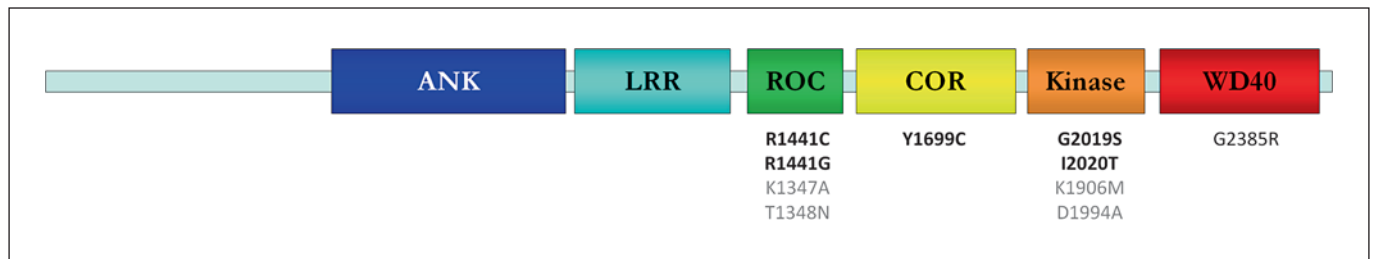 ANK LRR ROC COR Kinase WD40
R1441C Y1699C G2019S G2385R
R1441G I2020T
K1347A K1906M
T1348N D1994A